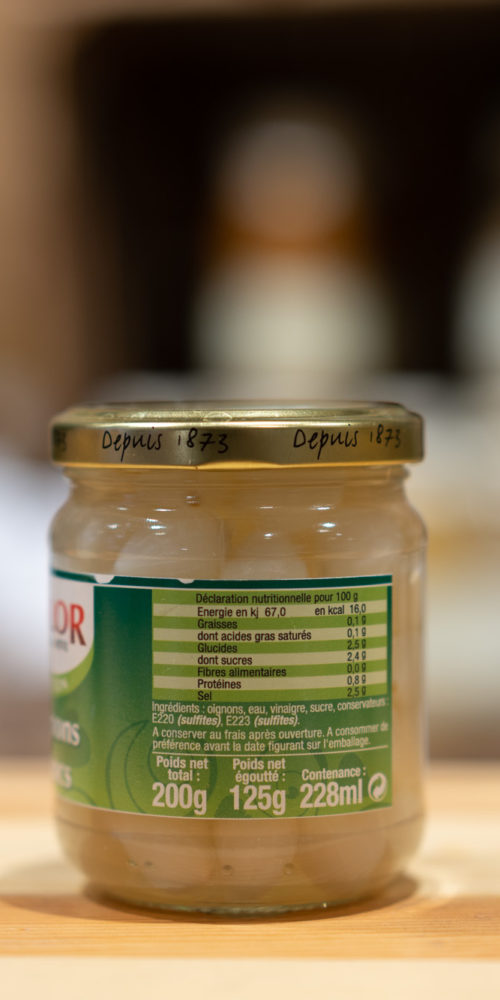 Depuis 1873 Depuis 1873
OR
Déclaration nutritionnelle pour 100 g
Energie en kj 67,0 en kcal 16,0
Graisses 0,1 g
dont acides gras saturés 0,1 g
Glucides 2,5 g
dont sucres 2,4 g
Fibres alimentaires 0,0 g
Protéines 0,8 g
Sel 2,5 g
Ingrédients : oignons, eau, vinaigre, sucre, conservateurs :
E220 (sulfites), E223 (sulfites).
A conserver au frais après ouverture. A consommer de
préférence avant la date figurant sur l'emballage.
Poids net total : 200g
Poids net égoutté : 125g
Contenance : 228ml